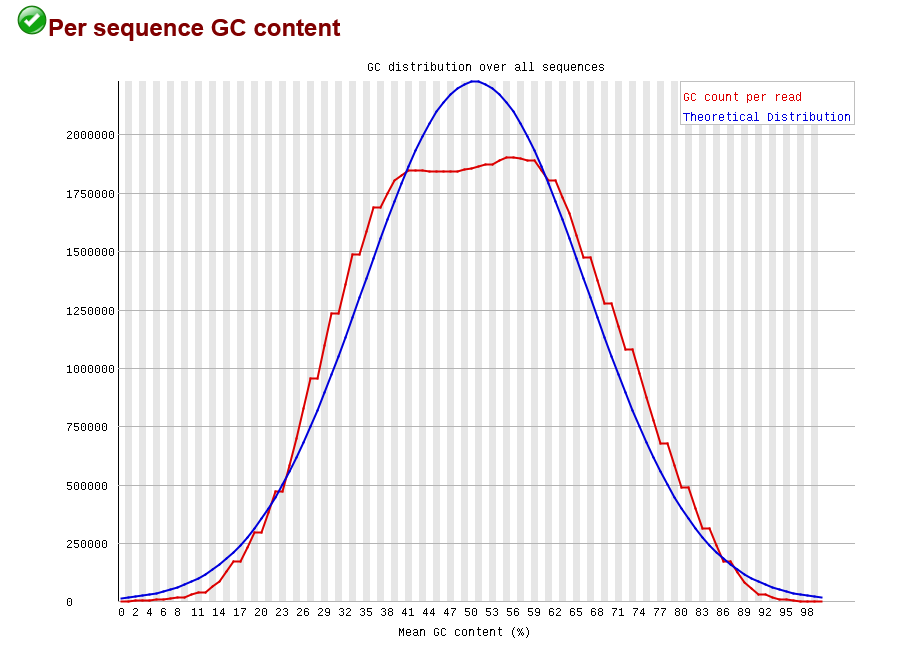 Per sequence GC content
GC distribution over all sequences
GC count per read
Theoretical Distribution
2000000
1750000
1500000
1250000
1000000
750000
500000
250000
0
0 2 4 6 8 11 14 17 20 23 26 29 32 35 38 41 44 47 50 53 56 59 62 65 68 71 74 77 80 83 86 89 92 95 98
Mean GC content (%)